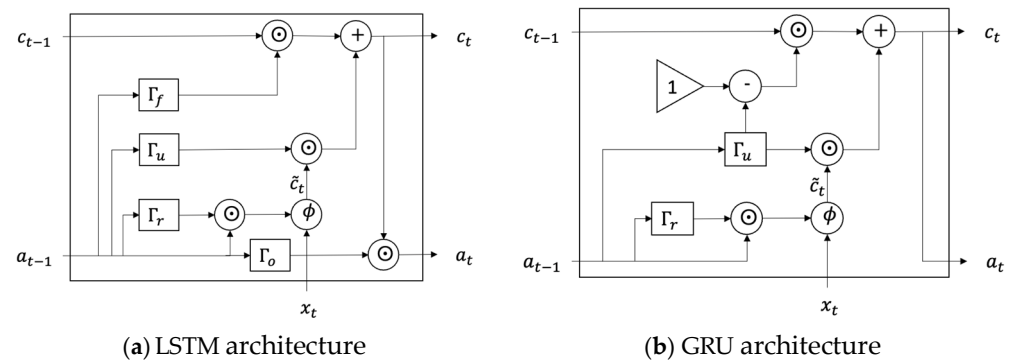 c_{t-1} ⊙ + c_t
Γ_f
Γ_u ⊙
c̃_t
Γ_r ⊙ ϕ
a_{t-1} Γ_o ⊙ a_t
x_t
(a) LSTM architecture
c_{t-1} ⊙ + c_t
1 -
Γ_u ⊙
c̃_t
Γ_r ⊙ ϕ
a_{t-1} a_t
x_t
(b) GRU architecture